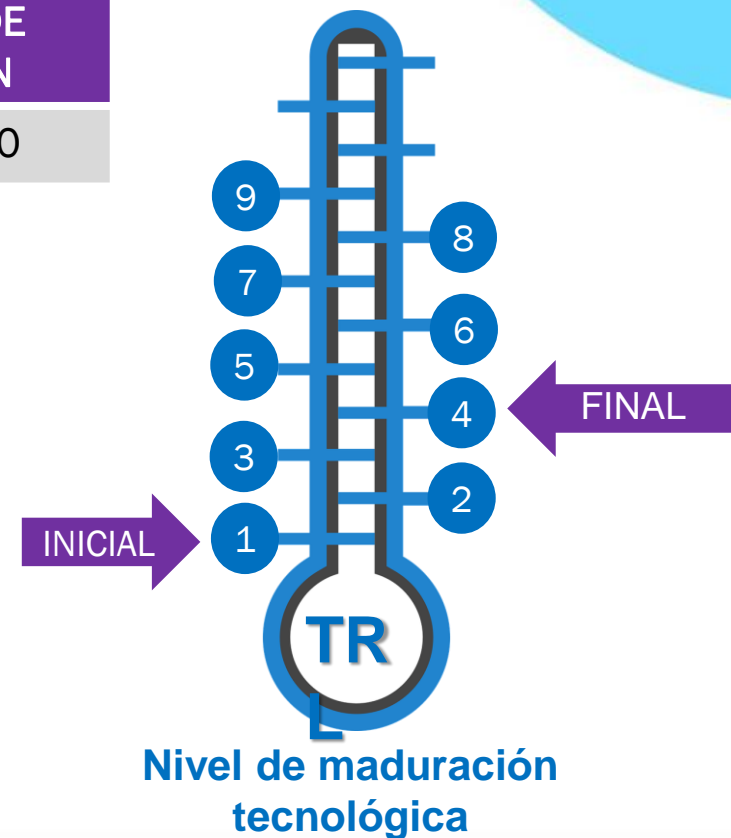 DE
N
0
9
8
7
6
5
4
FINAL
3
2
INICIAL
1
TR
L
Nivel de maduración
tecnológica